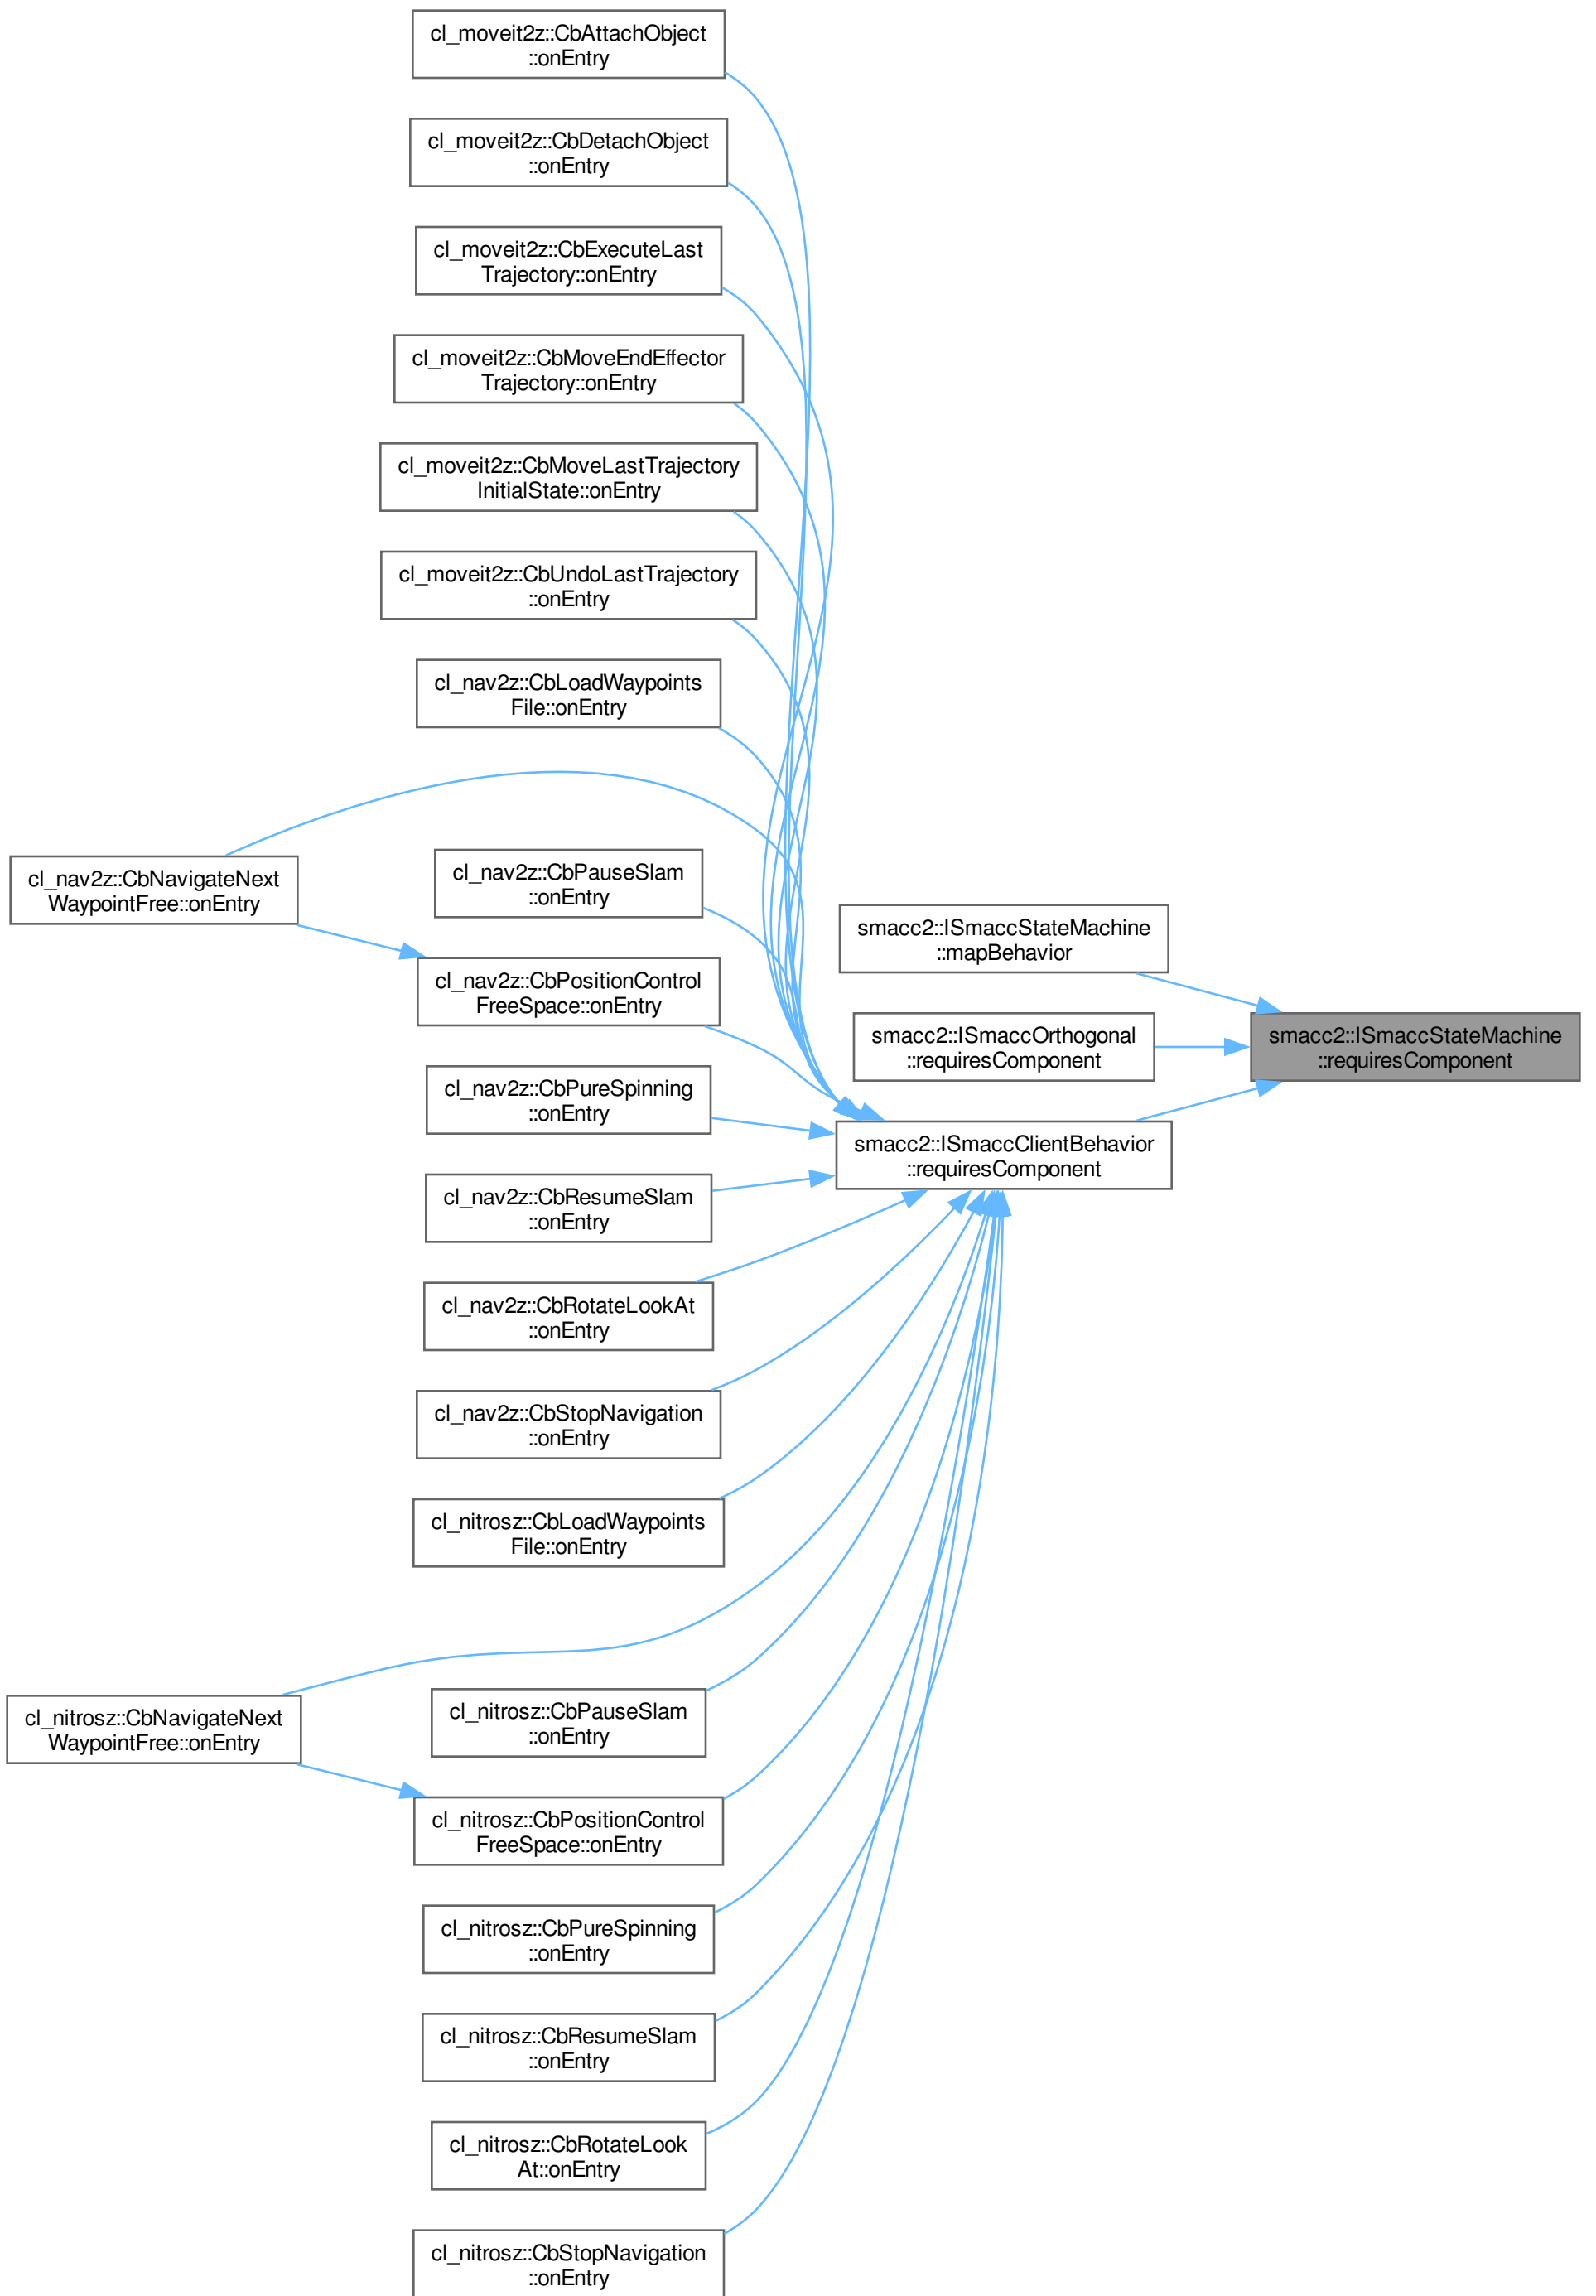 cl_moveit2z::CbAttachObject
::onEntry
cl_moveit2z::CbDetachObject
::onEntry
cl_moveit2z::CbExecuteLast
Trajectory::onEntry
cl_moveit2z::CbMoveEndEffector
Trajectory::onEntry
cl_moveit2z::CbMoveLastTrajectory
InitialState::onEntry
cl_moveit2z::CbUndoLastTrajectory
::onEntry
cl_nav2z::CbLoadWaypoints
File::onEntry
cl_nav2z::CbNavigateNext
WaypointFree::onEntry
cl_nav2z::CbPauseSlam
::onEntry
cl_nav2z::CbPositionControl
FreeSpace::onEntry
cl_nav2z::CbPureSpinning
::onEntry
cl_nav2z::CbResumeSlam
::onEntry
cl_nav2z::CbRotateLookAt
::onEntry
cl_nav2z::CbStopNavigation
::onEntry
cl_nitrosz::CbLoadWaypoints
File::onEntry
cl_nitrosz::CbNavigateNext
WaypointFree::onEntry
cl_nitrosz::CbPauseSlam
::onEntry
cl_nitrosz::CbPositionControl
FreeSpace::onEntry
cl_nitrosz::CbPureSpinning
::onEntry
cl_nitrosz::CbResumeSlam
::onEntry
cl_nitrosz::CbRotateLook
At::onEntry
cl_nitrosz::CbStopNavigation
::onEntry
smacc2::ISmaccStateMachine
::mapBehavior
smacc2::ISmaccOrthogonal
::requiresComponent
smacc2::ISmaccClientBehavior
::requiresComponent
smacc2::ISmaccStateMachine
::requiresComponent